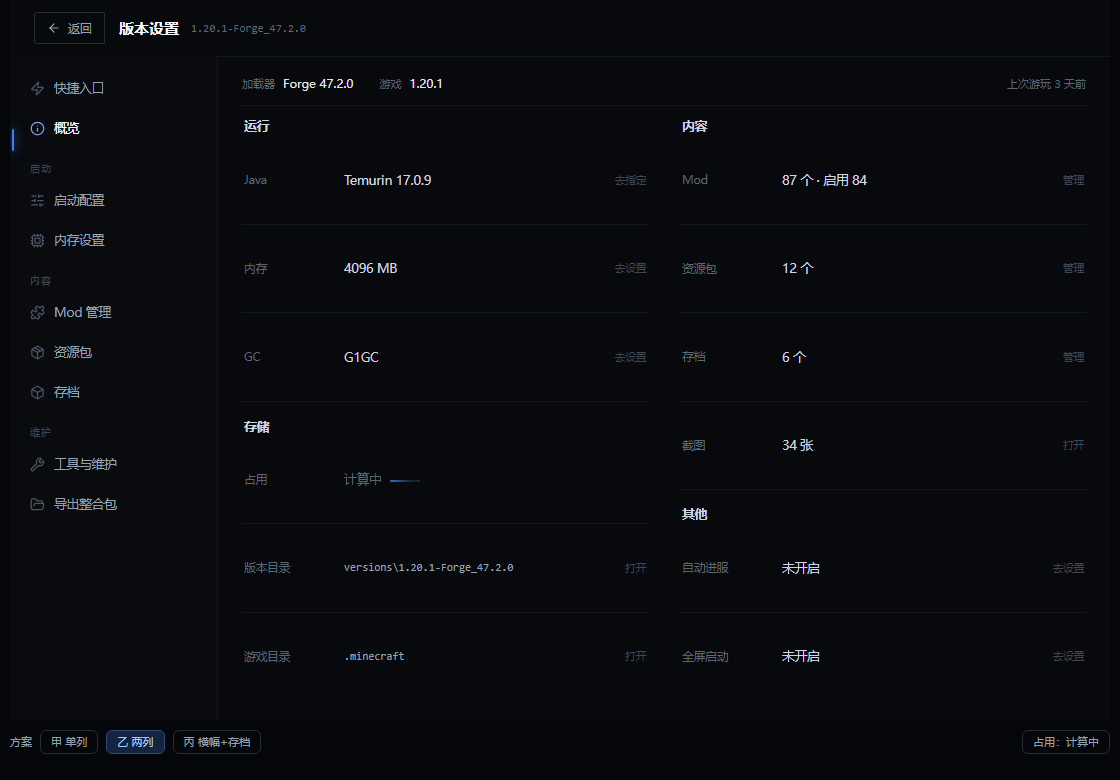 返回 版本设置 1.20.1-Forge_47.2.0
快捷入口
概览
启动
启动配置
内存设置
内容
Mod 管理
资源包
存档
维护
工具与维护
导出整合包
加载器 Forge 47.2.0 游戏 1.20.1 上次游玩 3 天前
运行
Java Temurin 17.0.9 去指定
内存 4096 MB 去设置
GC G1GC 去设置
存储
占用 计算中
版本目录 versions\1.20.1-Forge_47.2.0 打开
游戏目录 .minecraft 打开
内容
Mod 87 个 · 启用 84 管理
资源包 12 个 管理
存档 6 个 管理
截图 34 张 打开
其他
自动进服 未开启 去设置
全屏启动 未开启 去设置
方案 甲 单列 乙 两列 丙 横幅+存档 占用：计算中